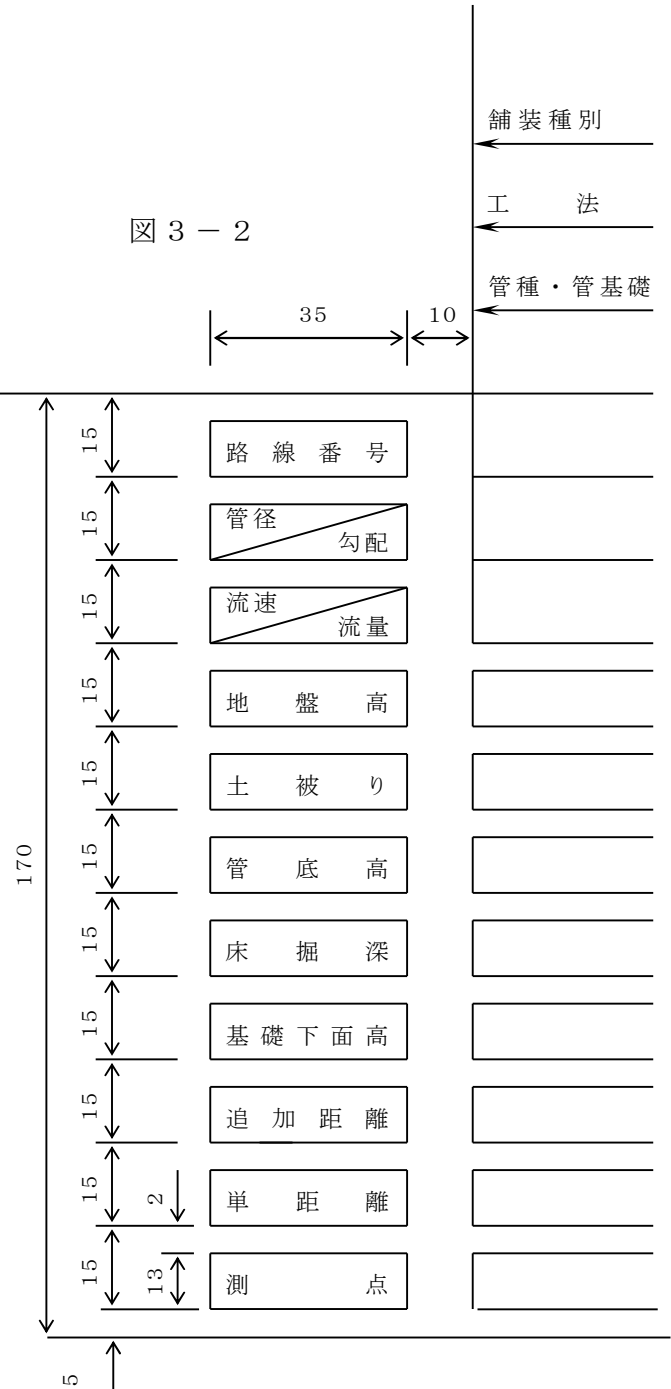 舗装種別
工法
図3－2
管種・管基礎
35
10
15
路線番号
15
管径
勾配
15
流速
流量
15
地盤高
15
土被り
170
15
管底高
15
床掘深
15
基礎下面高
15
追加距離
15
2
単距離
15
13
測点
5